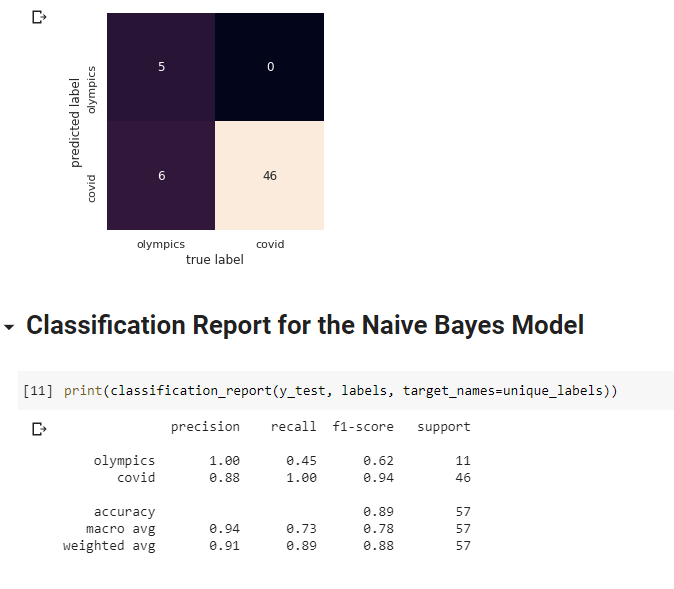 predicted label
olympics
5 0
covid
6 46
olympics covid
true label
Classification Report for the Naive Bayes Model
[11] print(classification_report(y_test, labels, target_names=unique_labels))
precision recall f1-score support
olympics 1.00 0.45 0.62 11
covid 0.88 1.00 0.94 46
accuracy 0.89 57
macro avg 0.94 0.73 0.78 57
weighted avg 0.91 0.89 0.88 57